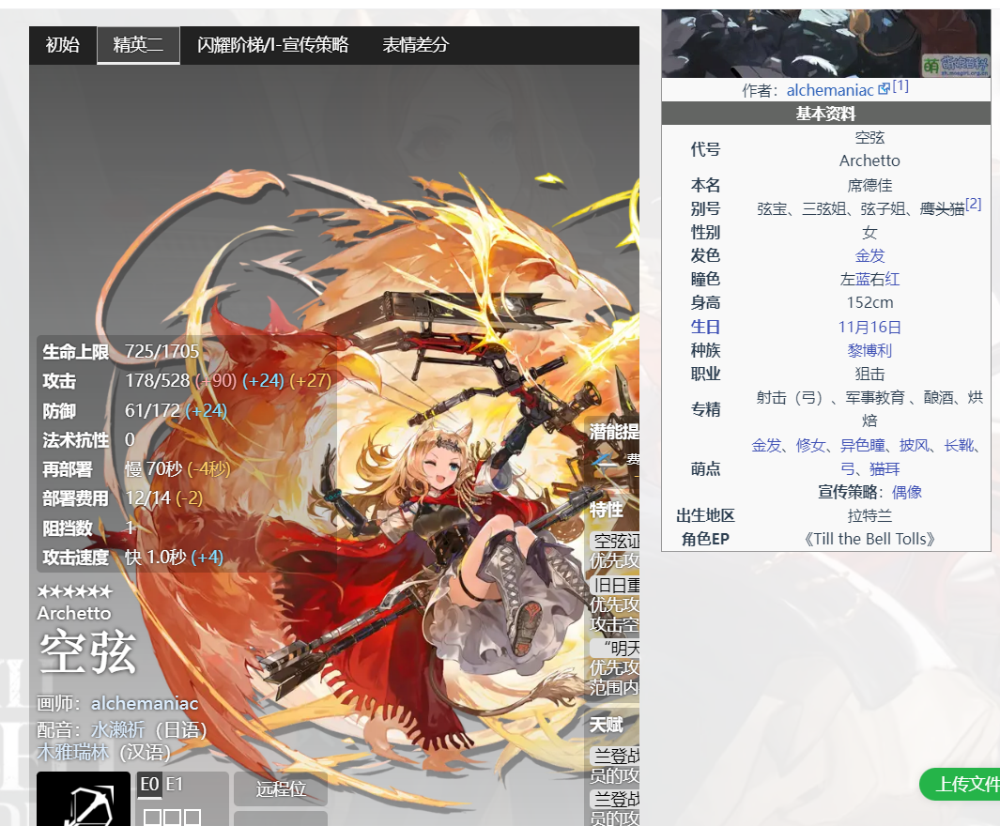 初始 精英二 闪耀阶梯/I-宣传策略 表情差分
生命上限 725/1705
攻击 178/528 (+90) (+24) (+27)
防御 61/172 (+24)
法术抗性 0
再部署 慢 70秒 (-4秒)
部署费用 12/14 (-2)
阻挡数 1
攻击速度 快 1.0秒 (+4)
★★★★★★
Archetto
空弦
画师：alchemaniac
配音：水濑祈（日语）
木雅瑞林（汉语）
E0 E1
远程位
潜能提
费
特性
空弦证
优先攻
旧日重
优先攻
攻击空
“明天
优先攻
范围内
天赋
兰登战
员的攻
兰登战
员的攻
萌娘百科
作者：alchemaniac[1]
基本资料
代号 空弦
Archetto
本名 席德佳
别号 弦宝、三弦姐、弦子姐、鹰头猫[2]
性别 女
发色 金发
瞳色 左蓝右红
身高 152cm
生日 11月16日
种族 黎博利
职业 狙击
专精 射击（弓）、军事教育 、酿酒、烘
焙
萌点 金发、修女、异色瞳、披风、长靴、
弓、猫耳
宣传策略：偶像
出生地区 拉特兰
角色EP 《Till the Bell Tolls》
上传文件